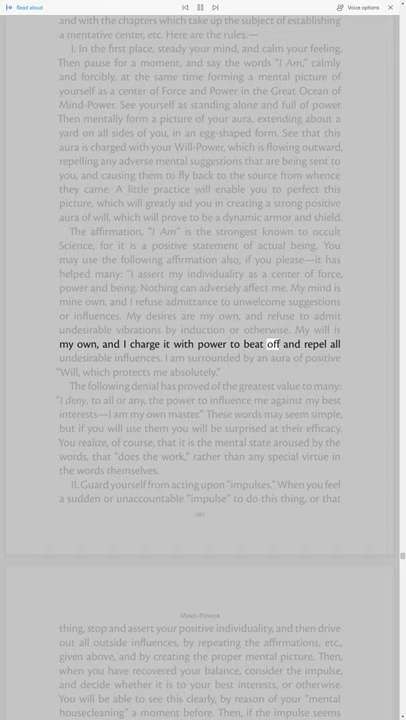 Read aloud
Voice options
and with the chapters which take up the subject of establishing
a mentative center, etc. Here are the rules.—
I. In the first place, steady your mind, and calm your feeling.
Then pause for a moment, and say the words "I Am," calmly
and forcibly, at the same time forming a mental picture of
yourself as a center of Force and Power in the Great Ocean of
Mind-Power. See yourself as standing alone and full of power.
Then mentally form a picture of your aura, extending about a
yard on all sides of you, in an egg-shaped form. See that this
aura is charged with your Will-Power, which is flowing outward,
repelling any adverse mental suggestions that are being sent to
you, and causing them to fly back to the source from whence
they came. A little practice will enable you to perfect this
picture, which will greatly aid you in creating a strong positive
aura of will, which will prove to be a dynamic armor and shield.
The affirmation, "I Am" is the strongest known to occult
Science, for it is a positive statement of actual being. You
may use the following affirmation also, if you please—it has
helped many: "I assert my individuality as a center of force,
power and being. Nothing can adversely affect me. My mind is
mine own, and I refuse admittance to unwelcome suggestions
or influences. My desires are my own, and refuse to admit
undesirable vibrations by induction or otherwise. My will is
my own, and I charge it with power to beat off and repel all
undesirable influences. I am surrounded by an aura of positive
"Will, which protects me absolutely."
The following denial has proved of the greatest value to many:
"I deny, to all or any, the power to influence me against my best
interests—I am my own master." These words may seem simple,
but if you will use them you will be surprised at their efficacy.
You realize, of course, that it is the mental state aroused by the
words, that "does the work," rather than any special virtue in
the words themselves.
II. Guard yourself from acting upon "impulses." When you feel
a sudden or unaccountable "impulse" to do this thing, or that
Mind-Power
thing, stop and assert your positive individuality, and then drive
out all outside influences, by repeating the affirmations, etc.,
given above, and by creating the proper mental picture. Then,
when you have recovered your balance, consider the impulse,
and decide whether it is to your best interests, or otherwise.
You will be able to see this clearly, by reason of your "mental
housecleaning" a moment before. Then, if the impulse seems